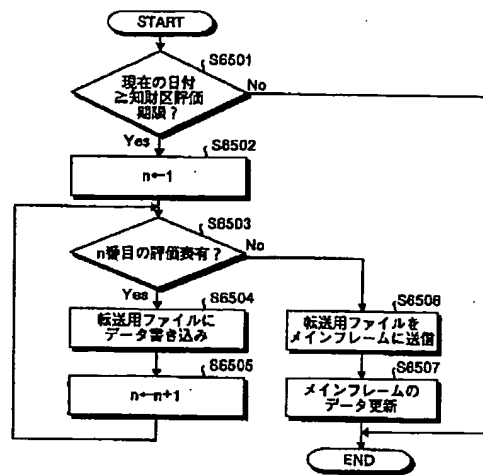 START
S6501
現在の日付
≧知財区評価
期限？
No
Yes
S6502
n←1
S6503
n番目の評価表有？
No
Yes
S6504
転送用ファイルに
データ書き込み
S6505
n←n+1
S6506
転送用ファイルを
メインフレームに送信
S6507
メインフレームの
データ更新
END